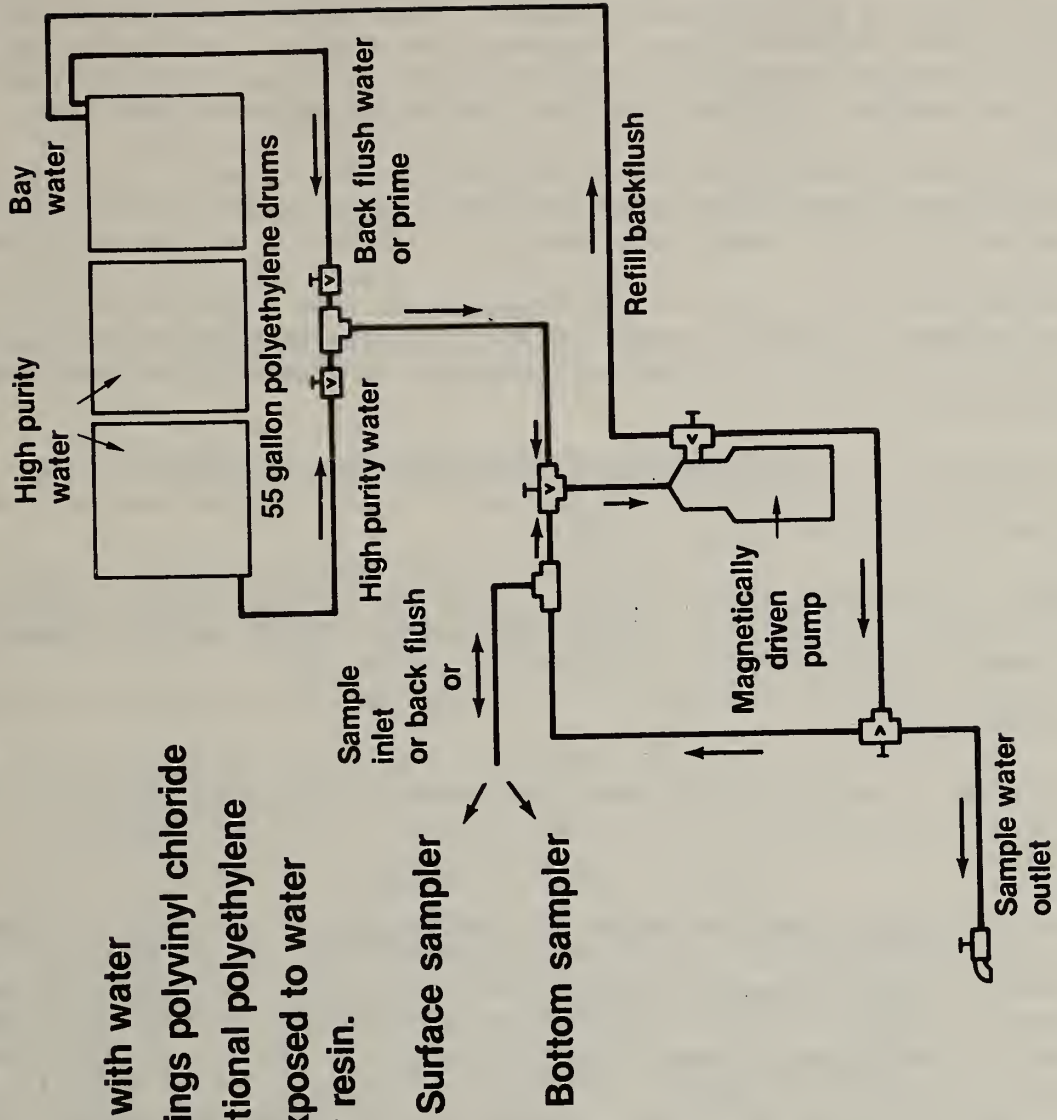 with water
ings polyvinyl chloride
tional polyethylene
xposed to water
resin.
Surface sampler
Bottom sampler
High purity
water
Bay
water
55 gallon polyethylene drums
High purity water
Back flush water
or prime
Sample
inlet
or back flush
or
Refill backflush
Magnetically
driven
pump
Sample water
outlet